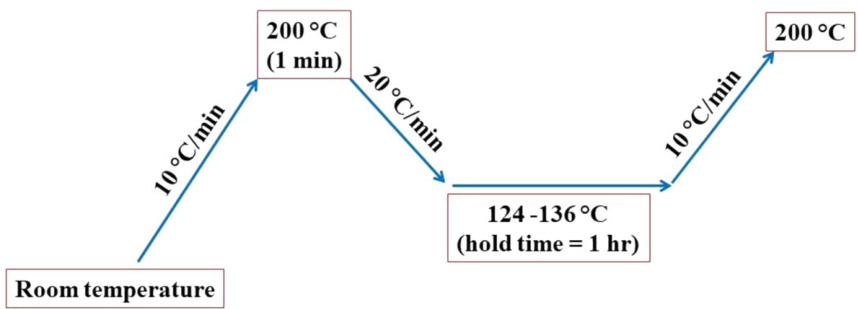 200 °C
(1 min)
200 °C
10 °C/min
20 °C/min
10 °C/min
124 -136 °C
(hold time = 1 hr)
Room temperature